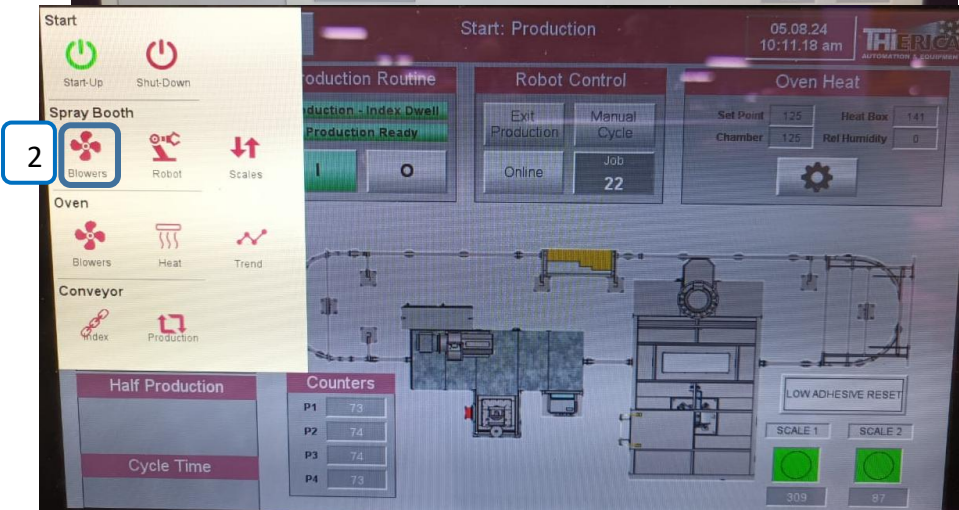 Start
Start-Up
Shut-Down
Spray Booth
2
Blowers
Robot
Scales
Oven
Blowers
Heat
Trend
Conveyor
Index
Production
Start: Production
05.08.24
10:11.18 am
THIERICA
AUTOMATION & EQUIPMENT
roduction Routine
duction - Index Dwell
Production Ready
I
O
Robot Control
Exit
Production
Manual
Cycle
Online
Job
22
Oven Heat
Set Point 125 Heat Box 141
Chamber 125 Rel Humidity 0
Half Production
Cycle Time
Counters
P1 73
P2 74
P3 74
P4 73
LOW ADHESIVE RESET
SCALE 1
SCALE 2
309
87